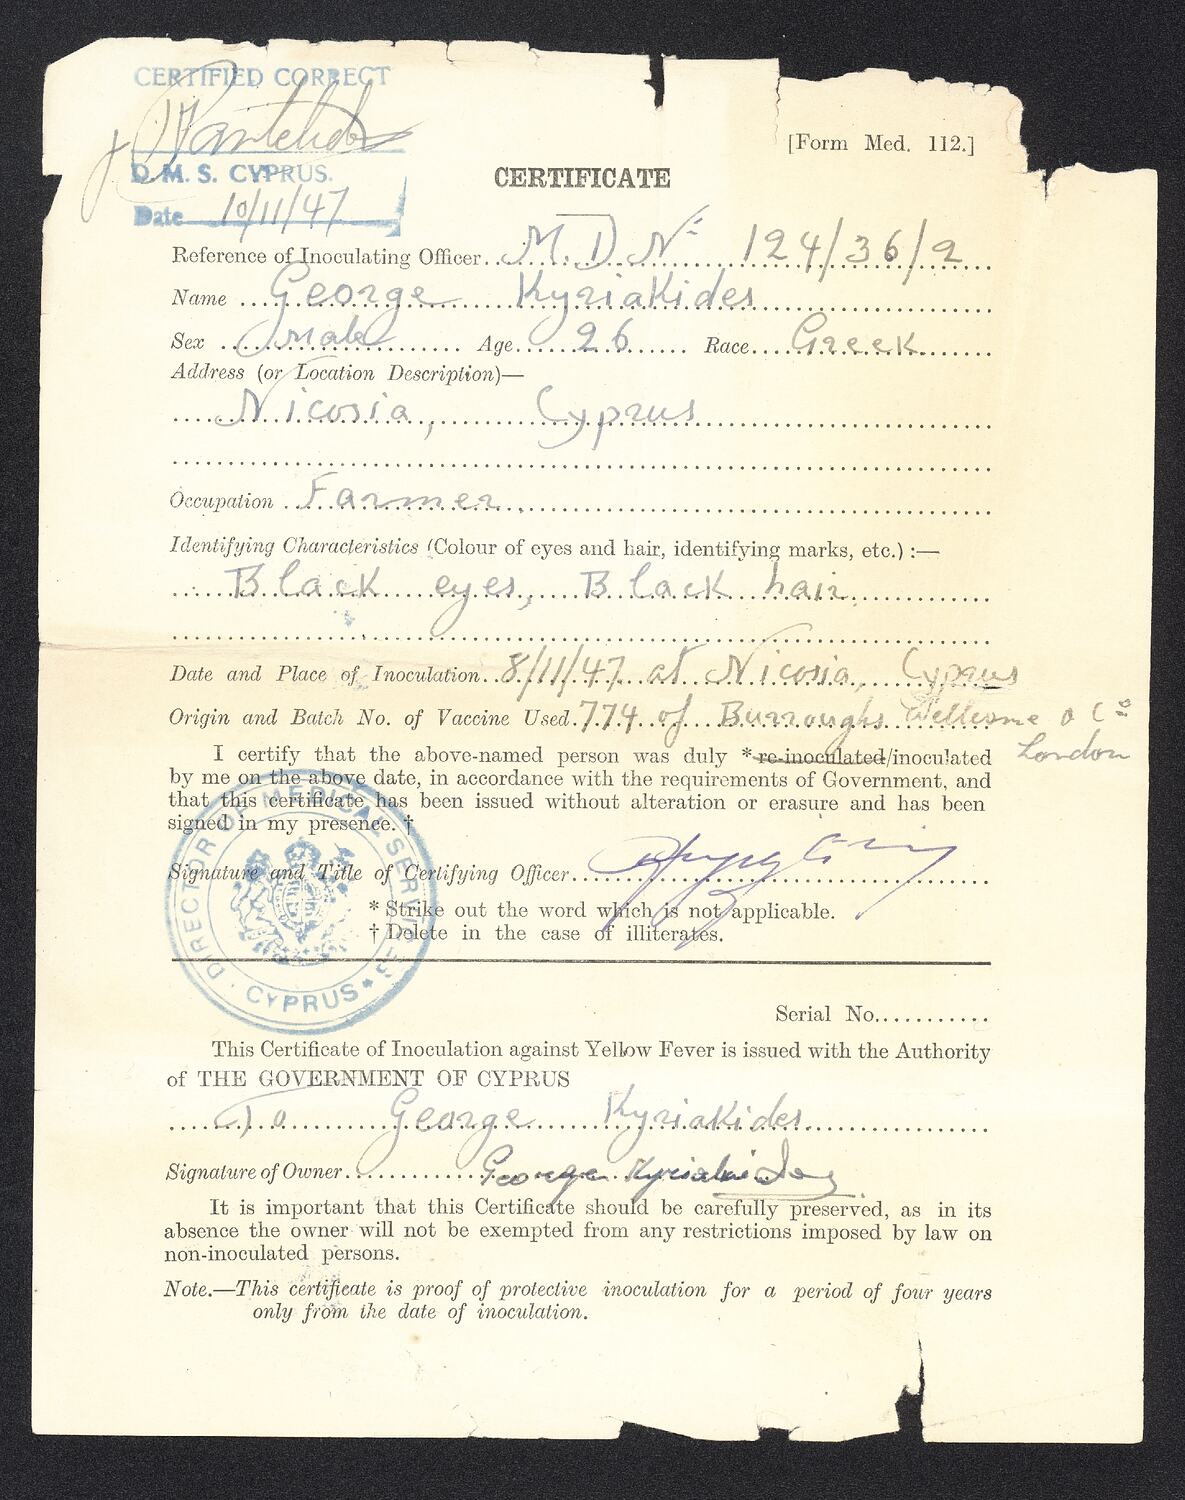 CERTIFIED CORRECT
D. M. S. CYPRUS.
Date 10/11/47
[Form Med. 112.]
CERTIFICATE
Reference of Inoculating Officer.. M.D Nº 124/36/2
Name George Kyriakides
Sex Male Age 26 Race Greek
Address (or Location Description)—
Nicosia, Cyprus
Occupation Farmer
Identifying Characteristics (Colour of eyes and hair, identifying marks, etc.) :—
Black eyes, Black hair
Date and Place of Inoculation 8/11/47 at Nicosia, Cyprus
Origin and Batch No. of Vaccine Used 774 of Burroughs Wellcome & Cº
London
I certify that the above-named person was duly *re-inoculated/inoculated
by me on the above date, in accordance with the requirements of Government, and
that this certificate has been issued without alteration or erasure and has been
signed in my presence. †
Signature and Title of Certifying Officer
* Strike out the word which is not applicable.
† Delete in the case of illiterates.
DIRECTOR OF MEDICAL SERVICES
CYPRUS
Serial No.
This Certificate of Inoculation against Yellow Fever is issued with the Authority
of THE GOVERNMENT OF CYPRUS
To George Kyriakides
Signature of Owner George Kyriakides
It is important that this Certificate should be carefully preserved, as in its
absence the owner will not be exempted from any restrictions imposed by law on
non-inoculated persons.
Note.—This certificate is proof of protective inoculation for a period of four years
only from the date of inoculation.